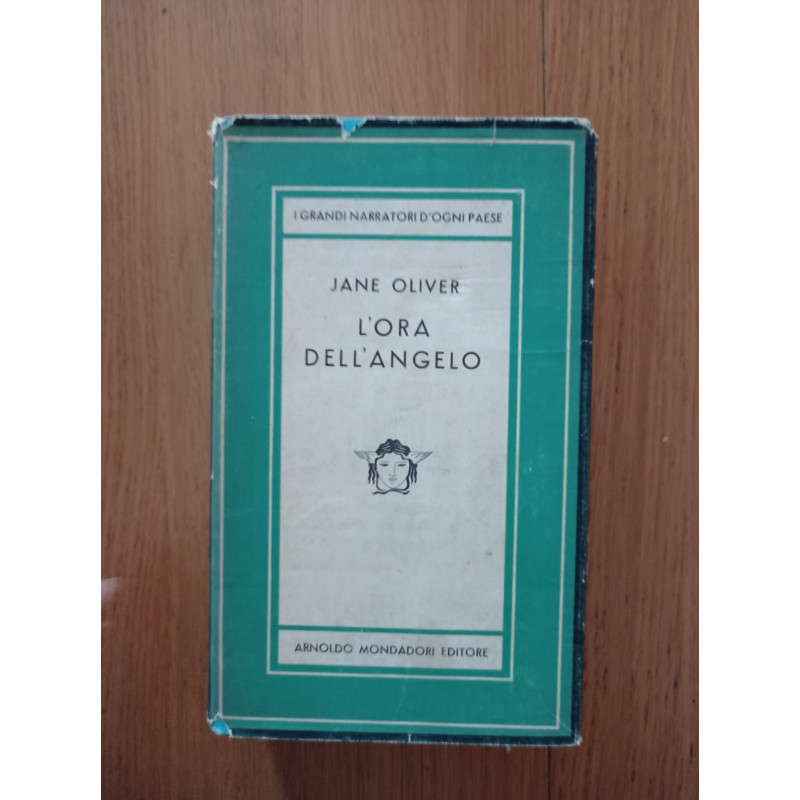 I GRANDI NARRATORI D'OGNI PAESE
JANE OLIVER
L'ORA
DELL'ANGELO
ARNOLDO MONDADORI EDITORE